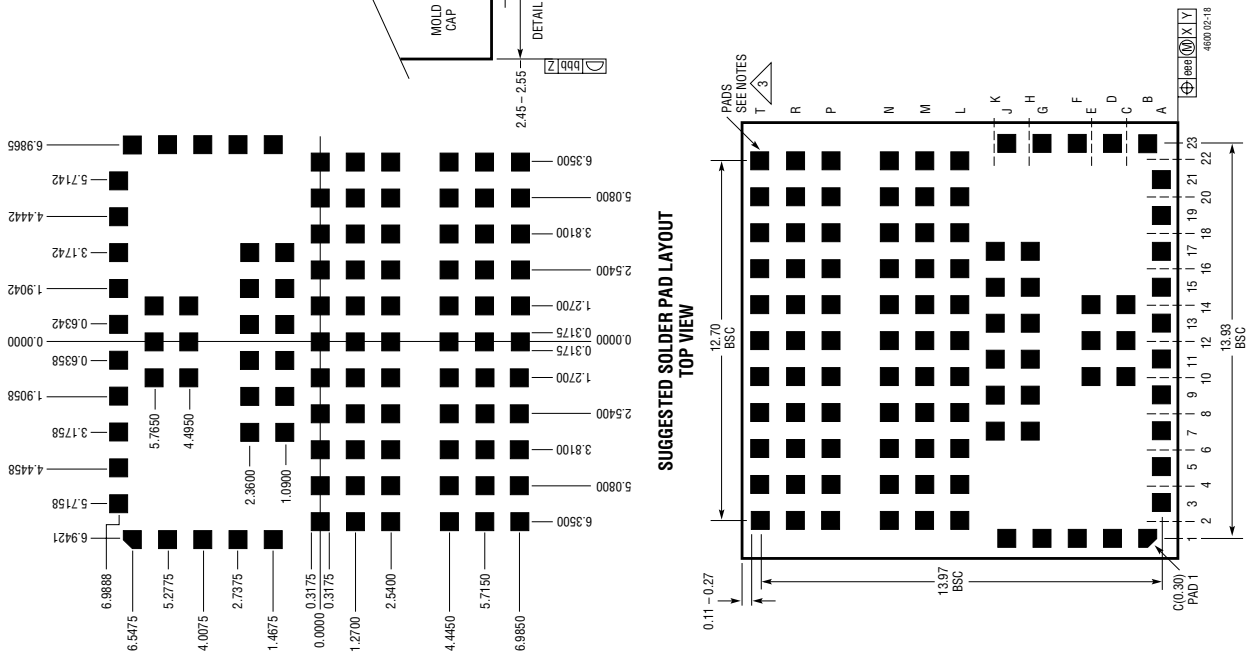 MOLD
CAP
DETAIL
2.45 – 2.55
Z bbb
6.9865
5.7142
4.4442
3.1742
1.9042
0.6342
0.0000
0.6358
1.9058
3.1758
4.4458
5.7158
6.9421
5.7650
4.4950
2.3600
1.0900
6.9888
6.5475
5.2775
4.0075
2.7375
1.4675
0.3175
0.0000
0.3175
1.2700
2.5400
4.4450
5.7150
6.9850
6.3500
5.0800
3.8100
2.5400
1.2700
0.3175
0.0000
0.3175
1.2700
2.5400
3.8100
5.0800
6.3500
SUGGESTED SOLDER PAD LAYOUT
TOP VIEW
PADS
SEE NOTES
3
T
R
P
N
M
L
K
J
H
G
F
E
D
C
B
A
eee M X Y
4600 02-18
12.70
BSC
23
22
21
20
19
18
17
16
15
14
13
12
11
10
9
8
7
6
5
4
3
2
1
13.93
BSC
13.97
BSC
0.11 – 0.27
C(0.30)
PAD 1